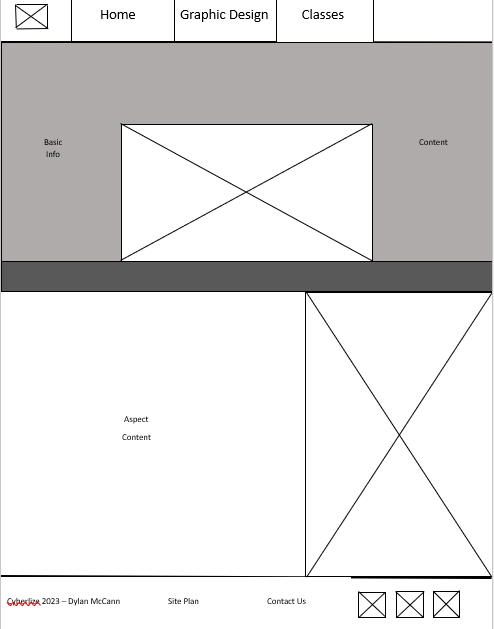 Home Graphic Design Classes
Basic
Info
Content
Aspect
Content
Cyberlize 2023 – Dylan McCann Site Plan Contact Us